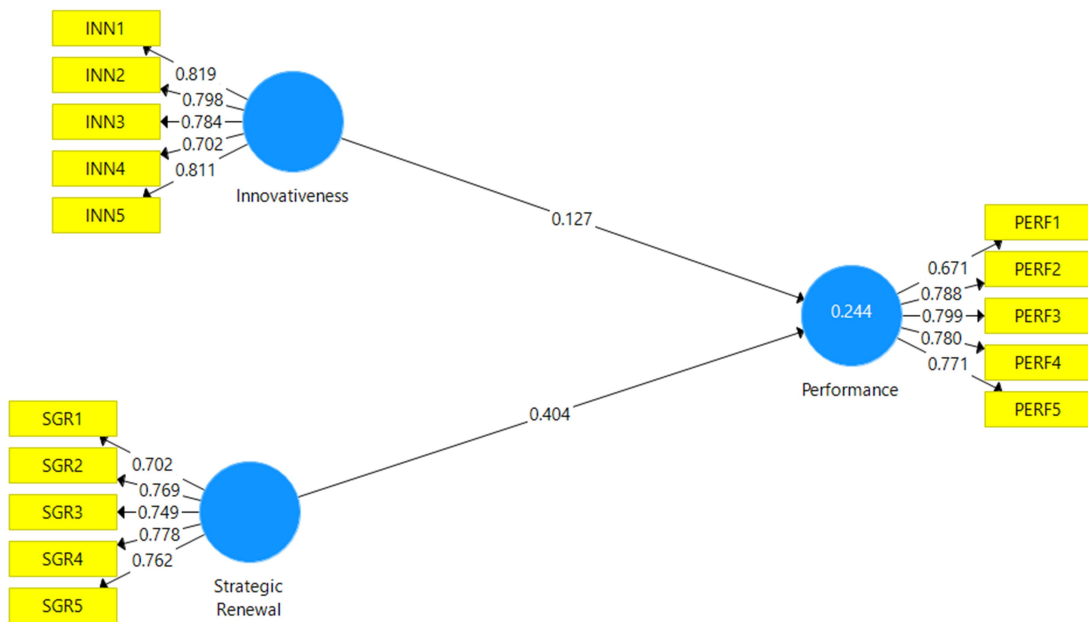 INN1
0.819
INN2
0.798
INN3
0.784
INN4
0.702
0.811
INN5
Innovativeness
0.127
PERF1
0.671
PERF2
0.788
0.244
0.799
PERF3
0.780
PERF4
0.771
Performance
PERF5
0.404
SGR1
0.702
SGR2
0.769
SGR3
0.749
0.778
SGR4
0.762
SGR5
Strategic
Renewal